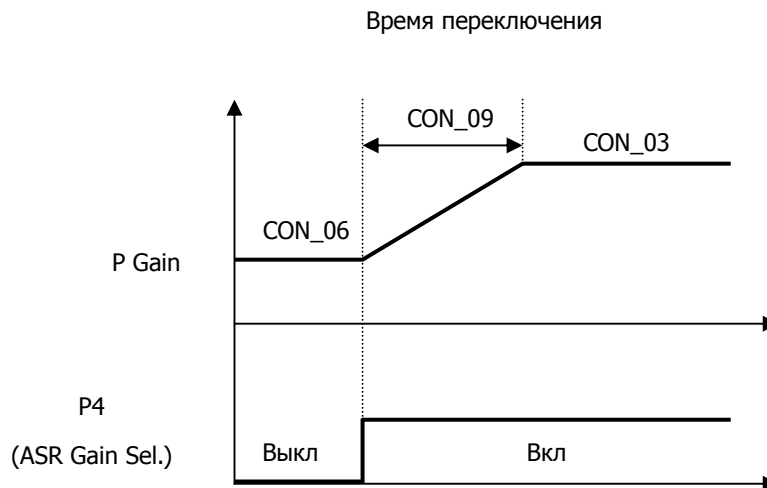 Время переключения
CON_09
CON_03
CON_06
P Gain
P4
(ASR Gain Sel.)
Выкл
Вкл